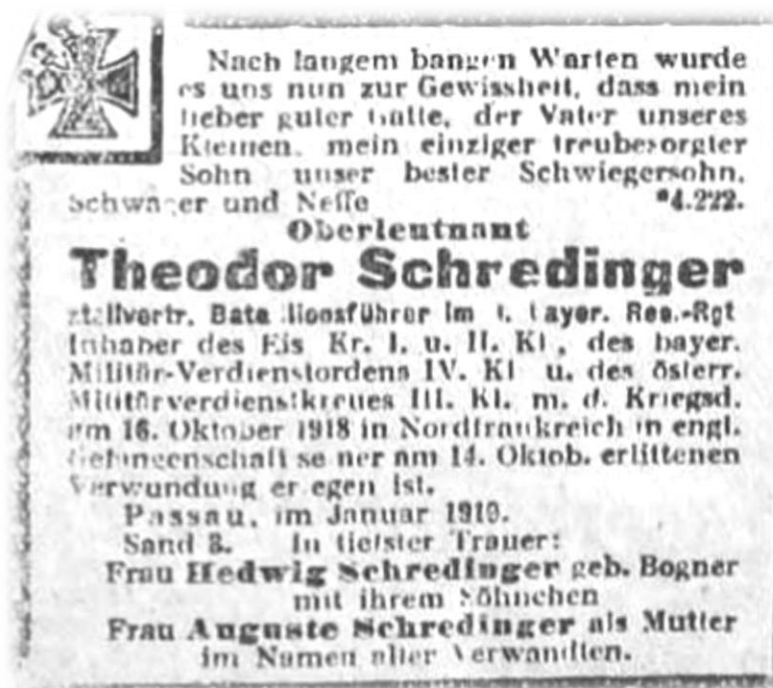 Nach langem bangen Warten wurde
es uns nun zur Gewissheit, dass mein
lieber guter Gatte, der Vater unseres
Kleinen, mein einziger treubesorgter
Sohn unser bester Schwiegersohn,
Schwager und Neffe *4.222.
Oberleutnant
Theodor Schredinger
stellvertr. Bataillonsführer im bayer. Res.-Rgt
Inhaber des Eis Kr. I. u. II. Kl., des bayer.
Militär-Verdienstordens IV. Kl u. des österr.
Militärverdienstkreues III. Kl. m. d. Kriegsd.
am 16. Oktober 1918 in Nordfrankreich in engl.
Gefangenschaft seiner am 14. Oktob. erlittenen
Verwundung erlegen ist.
Passau, im Januar 1919.
Sand 8. In tiefster Trauer:
Frau Hedwig Schredinger geb. Bogner
mit ihrem Söhnchen
Frau Auguste Schredinger als Mutter
im Namen aller Verwandten.